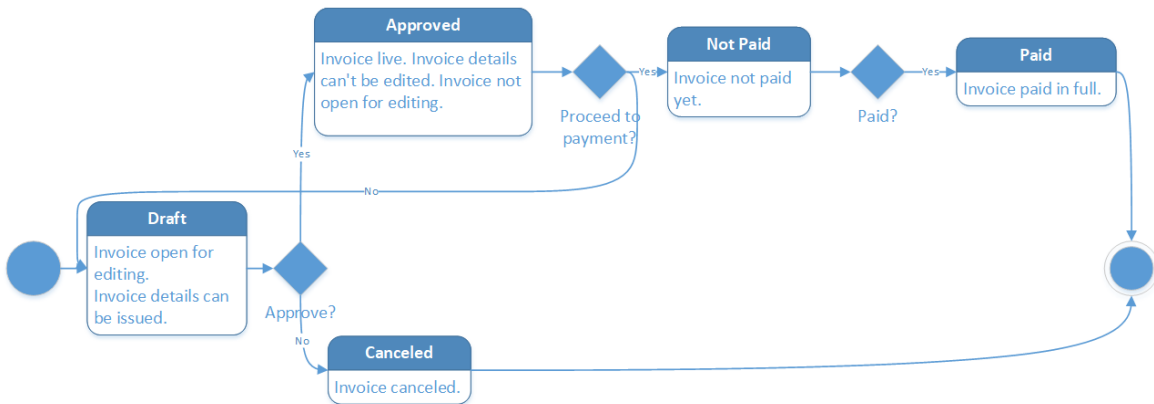 Approved
Invoice live. Invoice details
can't be edited. Invoice not
open for editing.
Proceed to
payment?
Yes
Not Paid
Invoice not paid
yet.
Paid?
Yes
Paid
Invoice paid in full.
Yes
No
Draft
Invoice open for
editing.
Invoice details can
be issued.
Approve?
No
Canceled
Invoice canceled.